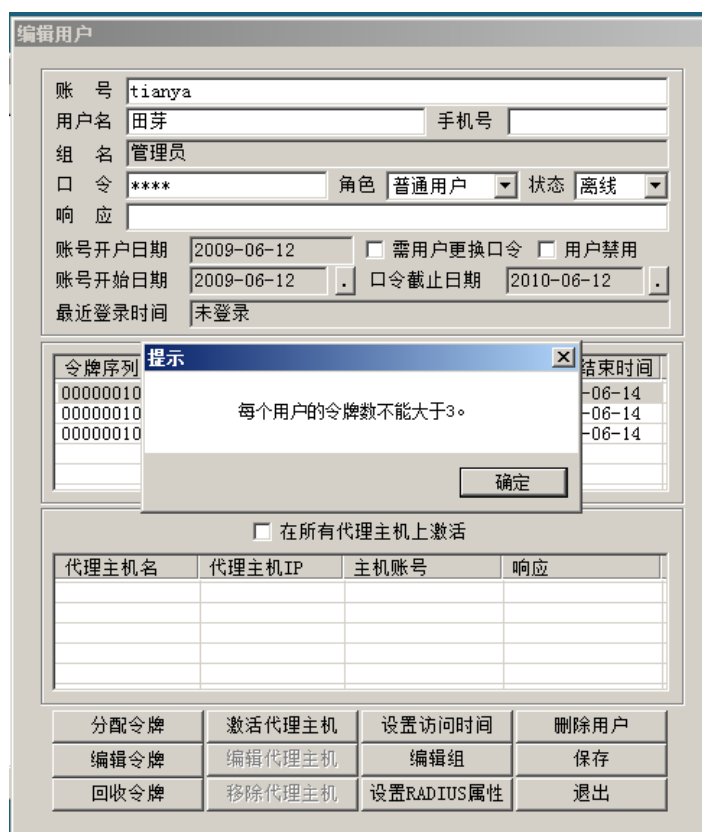 编辑用户
账 号 tianya
用户名 田芽 手机号
组 名 管理员
口 令 **** 角色 普通用户 状态 离线
响 应
账号开户日期 2009-06-12 需用户更换口令 用户禁用
账号开始日期 2009-06-12 . 口令截止日期 2010-06-12 .
最近登录时间 未登录
令牌序列 提示 结束时间
00000010 -06-14
00000010 每个用户的令牌数不能大于3。 -06-14
00000010 -06-14
确定
在所有代理主机上激活
代理主机名 代理主机IP 主机账号 响应
分配令牌 激活代理主机 设置访问时间 删除用户
编辑令牌 编辑代理主机 编辑组 保存
回收令牌 移除代理主机 设置RADIUS属性 退出